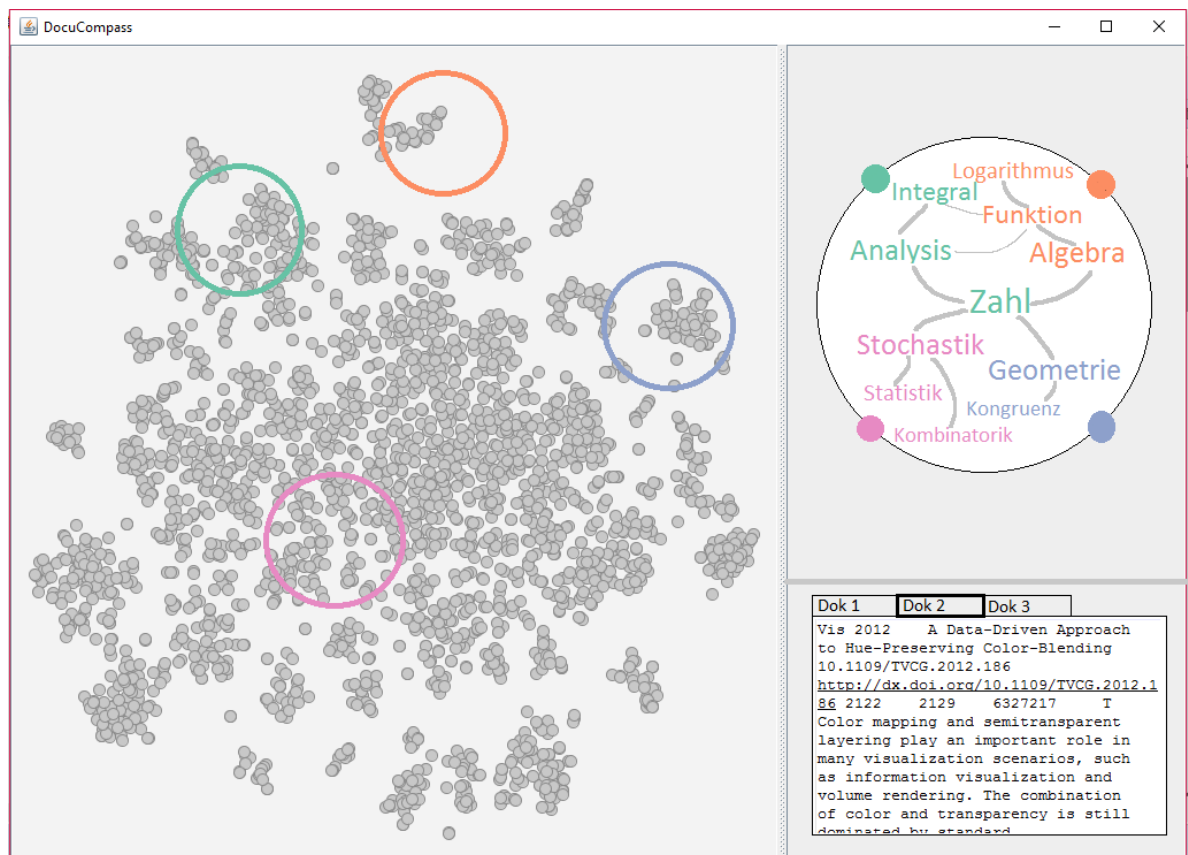 DocuCompass
Logarithmus
Integral
Funktion
Analysis
Algebra
Zahl
Stochastik
Geometrie
Statistik
Kongruenz
Kombinatorik
Dok 1 Dok 2 Dok 3
Vis 2012 A Data-Driven Approach
to Hue-Preserving Color-Blending
10.1109/TVCG.2012.186
http://dx.doi.org/10.1109/TVCG.2012.1
86 2122 2129 6327217 T
Color mapping and semitransparent
layering play an important role in
many visualization scenarios, such
as information visualization and
volume rendering. The combination
of color and transparency is still
dominated by standard